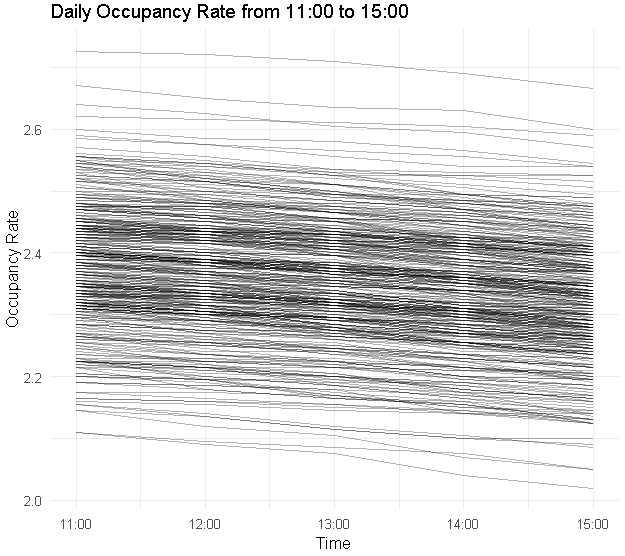 Daily Occupancy Rate from 11:00 to 15:00
Occupancy Rate
2.6
2.4
2.2
2.0
11:00 12:00 13:00 14:00 15:00
Time